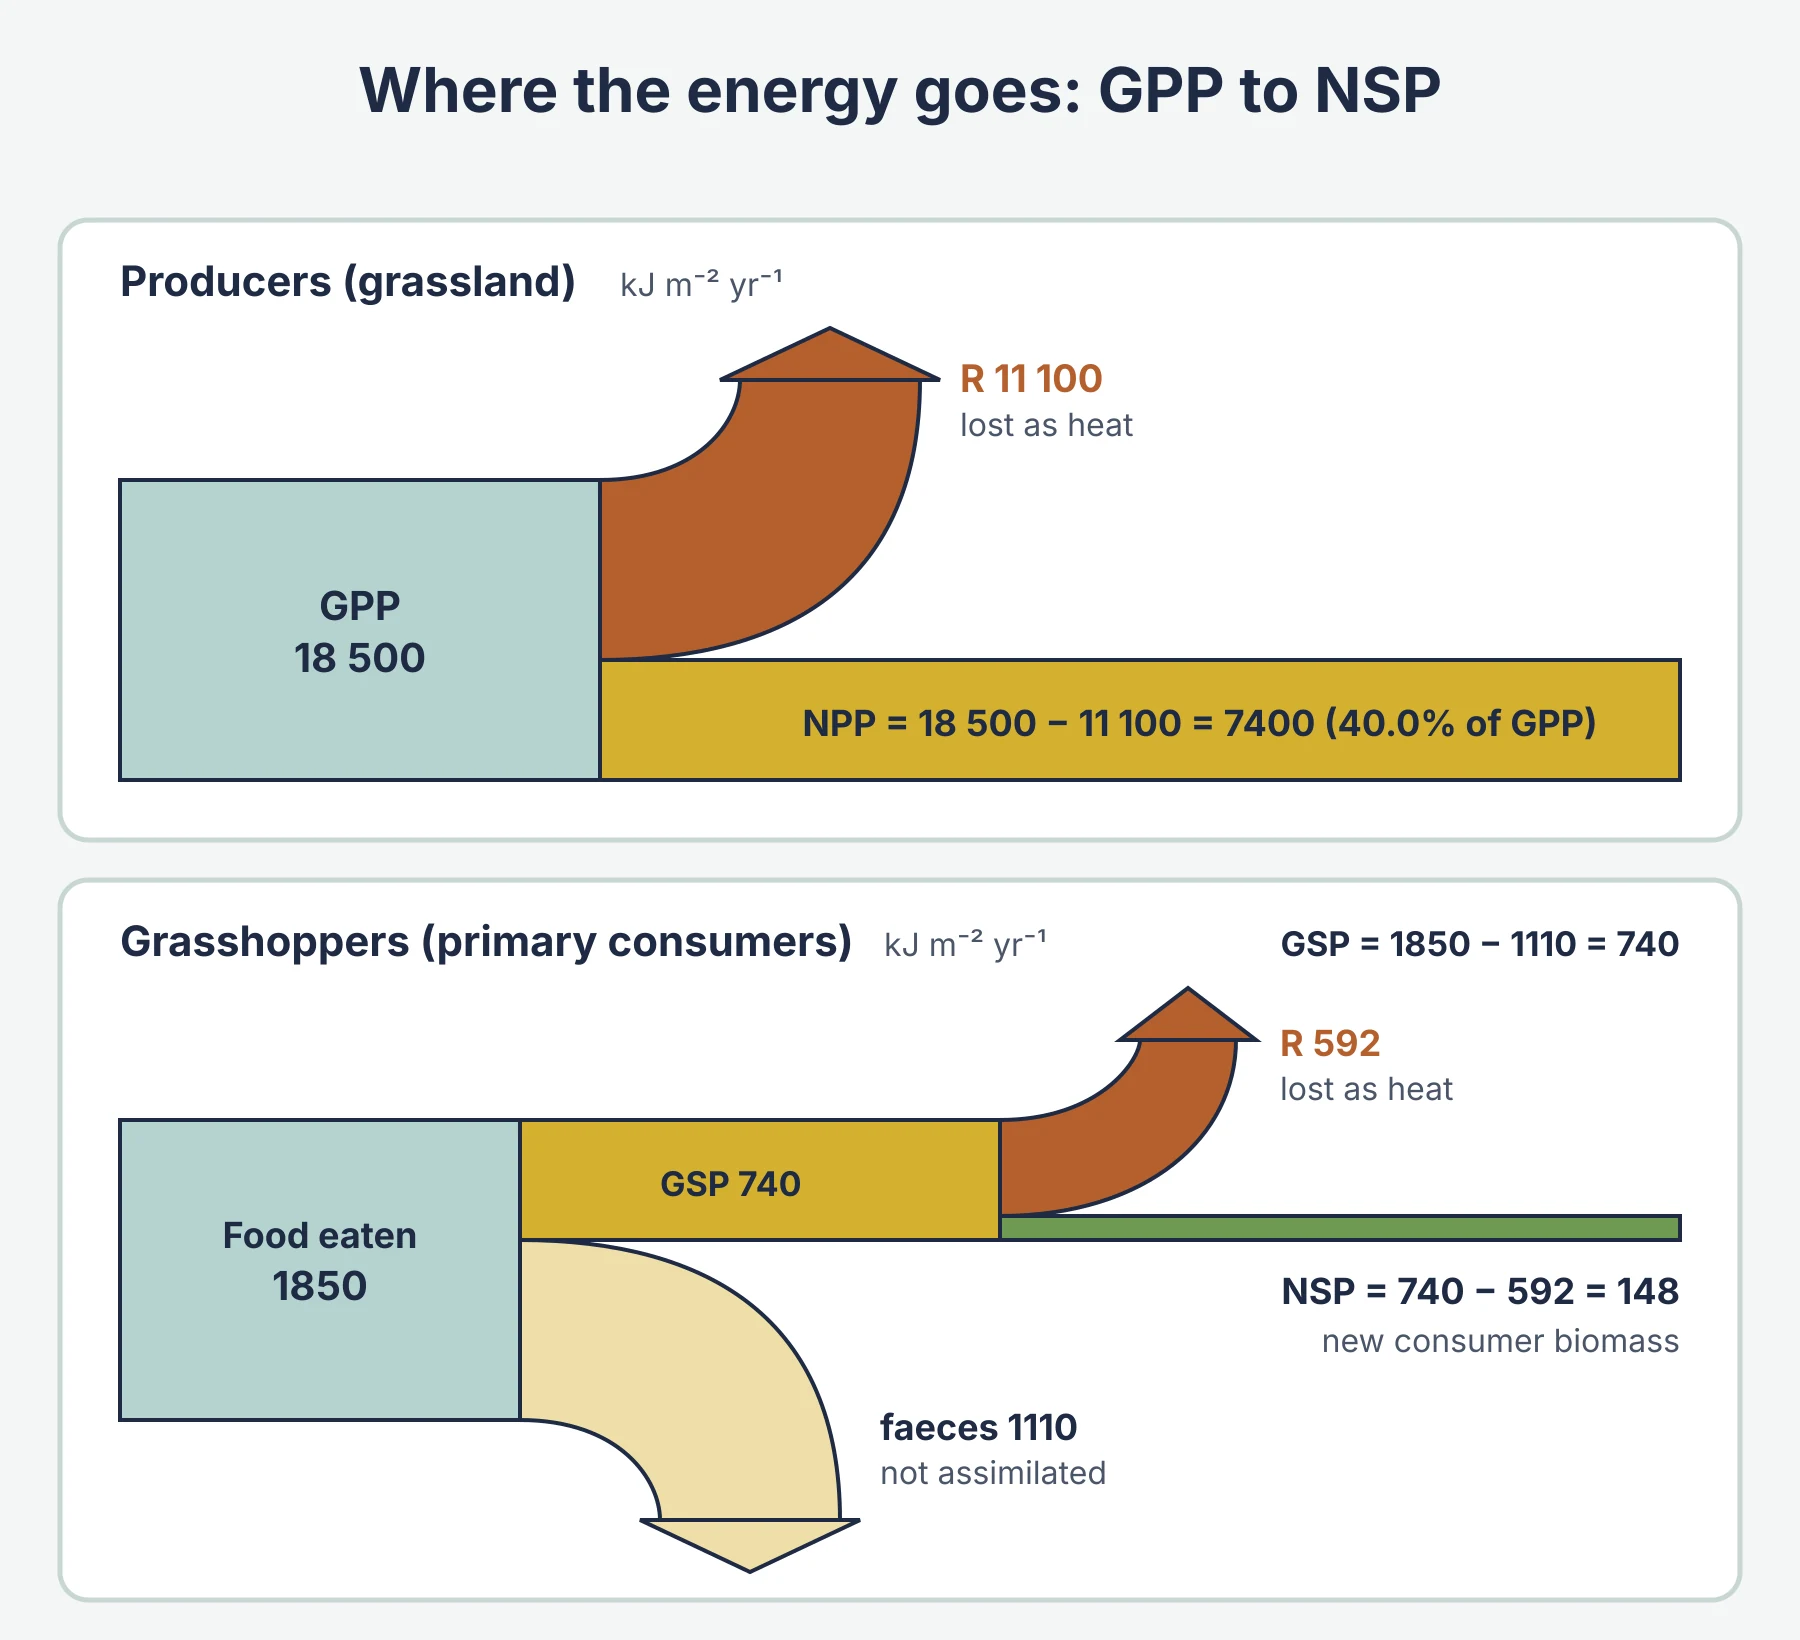 Where the energy goes: GPP to NSP
Producers (grassland) kJ m⁻² yr⁻¹
R 11 100
lost as heat
GPP
18 500
NPP = 18 500 − 11 100 = 7400 (40.0% of GPP)
Grasshoppers (primary consumers) kJ m⁻² yr⁻¹
GSP = 1850 − 1110 = 740
R 592
lost as heat
GSP 740
Food eaten
1850
NSP = 740 − 592 = 148
new consumer biomass
faeces 1110
not assimilated